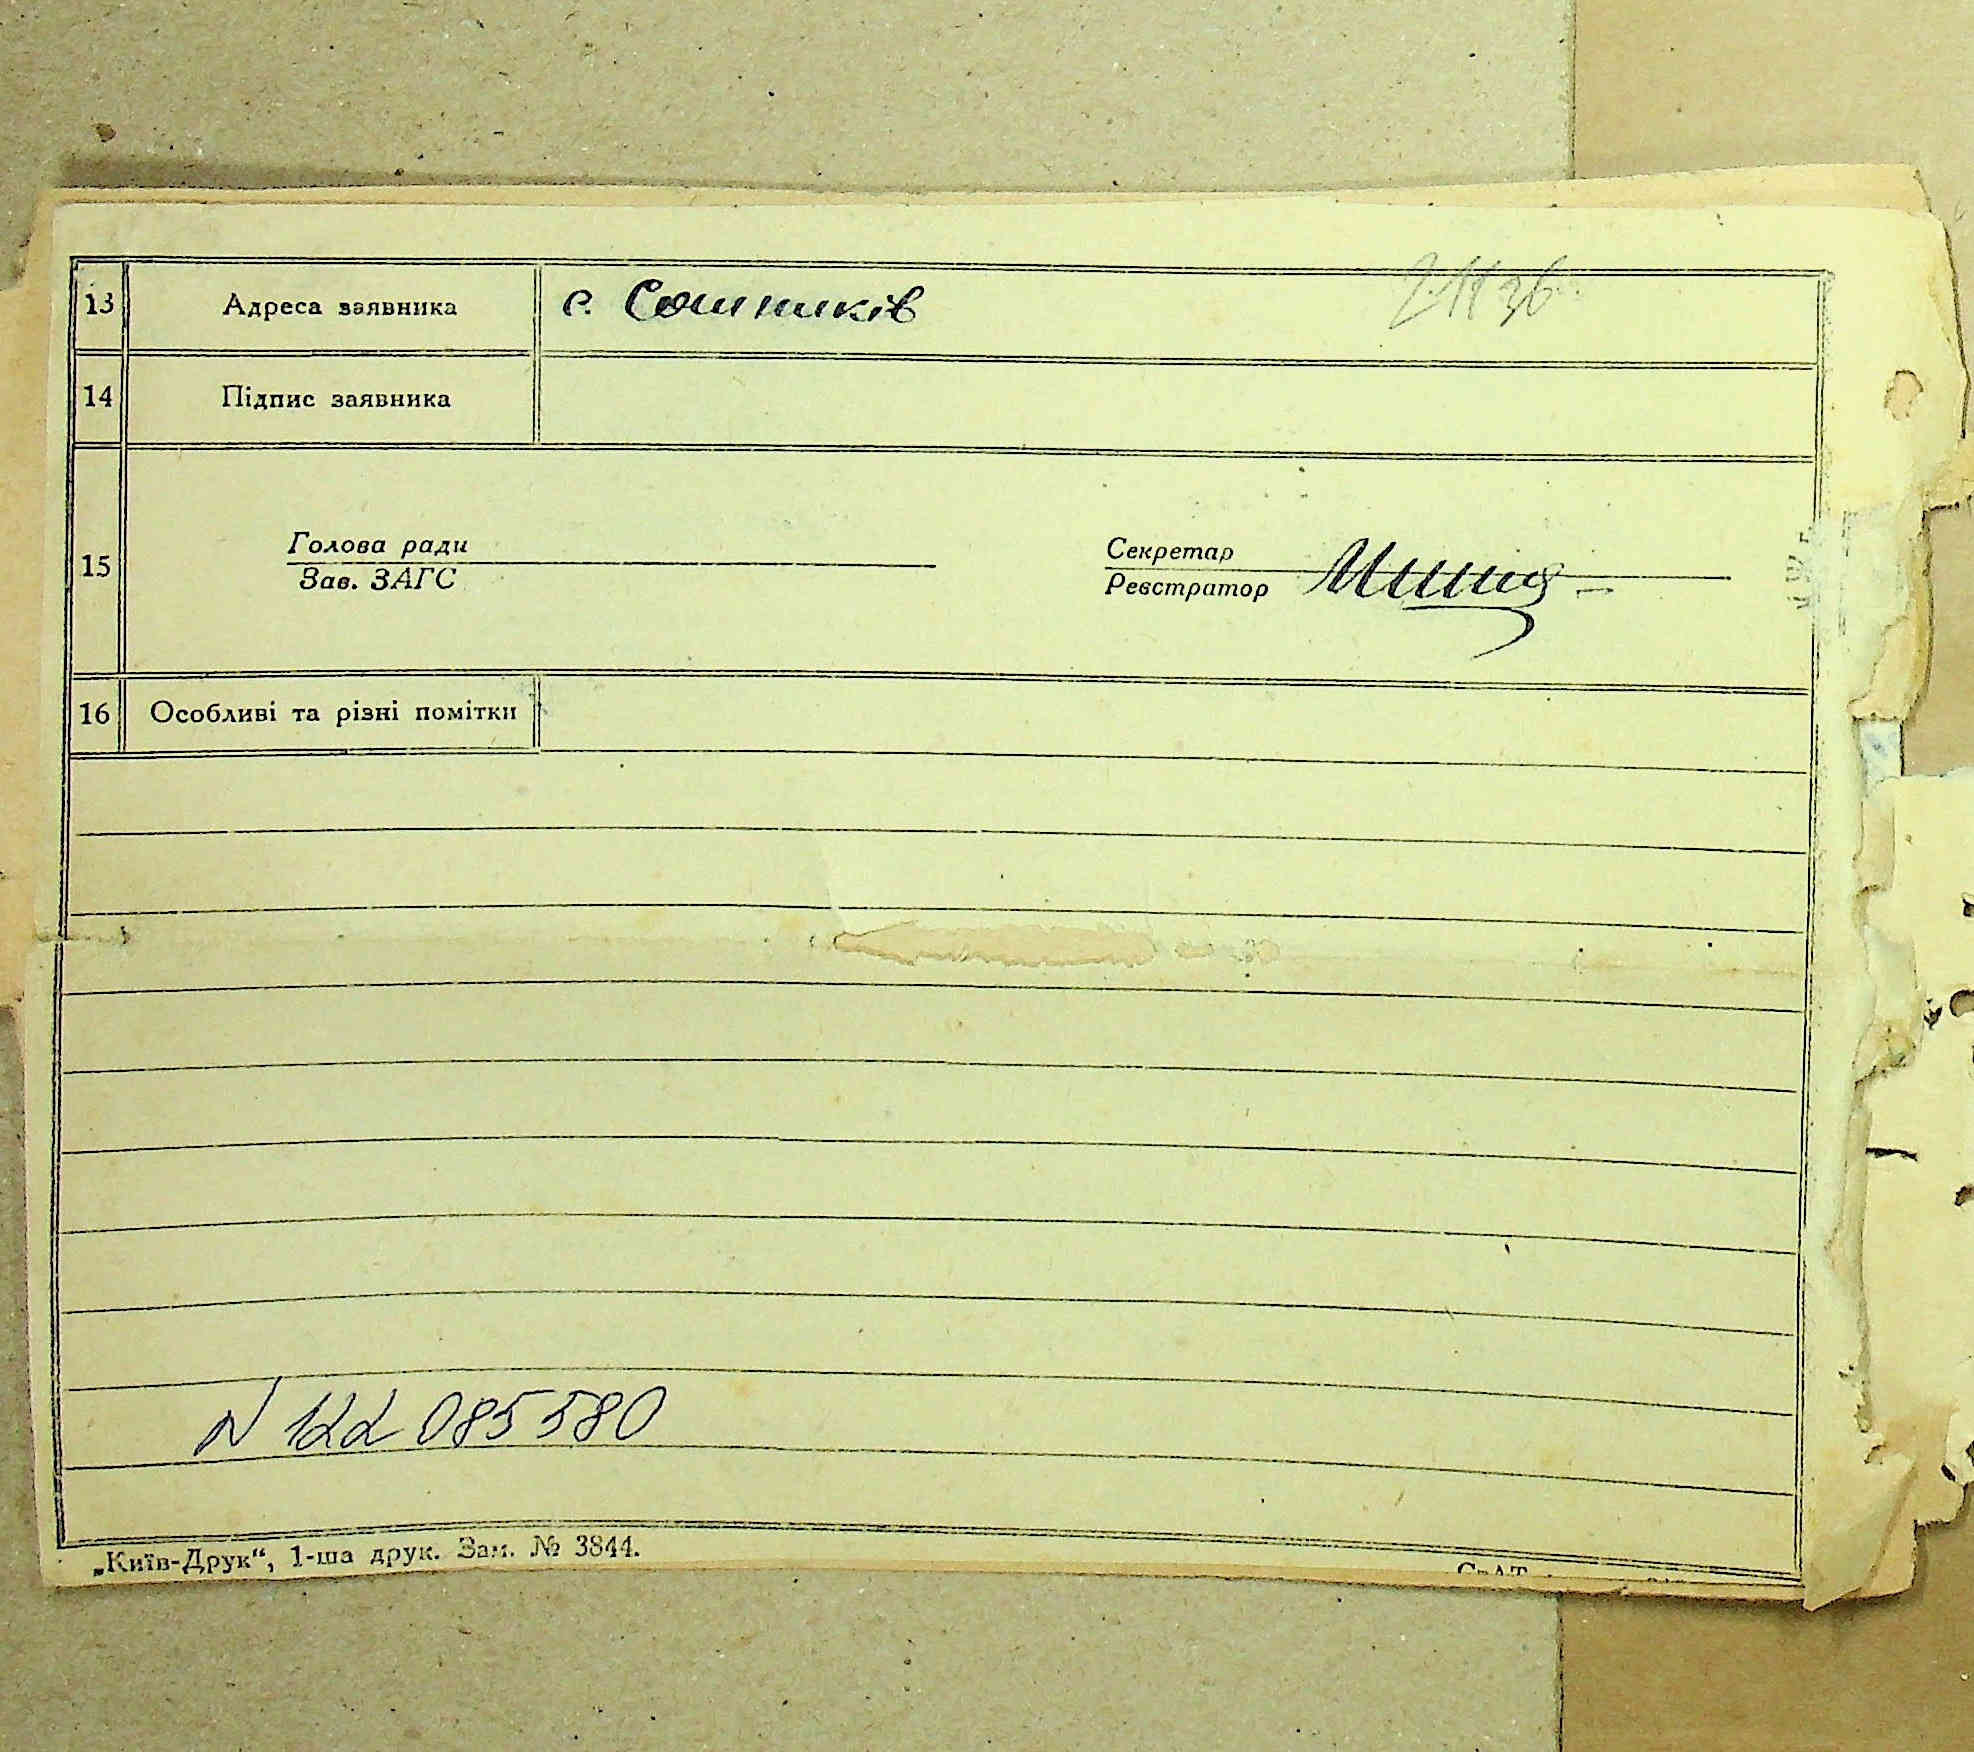 13 Адреса заявника с. Сошників
14 Підпис заявника
15
Голова ради
Зав. ЗАГС
Секретар
Реєстратор
16 Особливі та різні помітки
N 122 085580
„Київ-Друк“, 1-ша друк. Зам. № 3844.